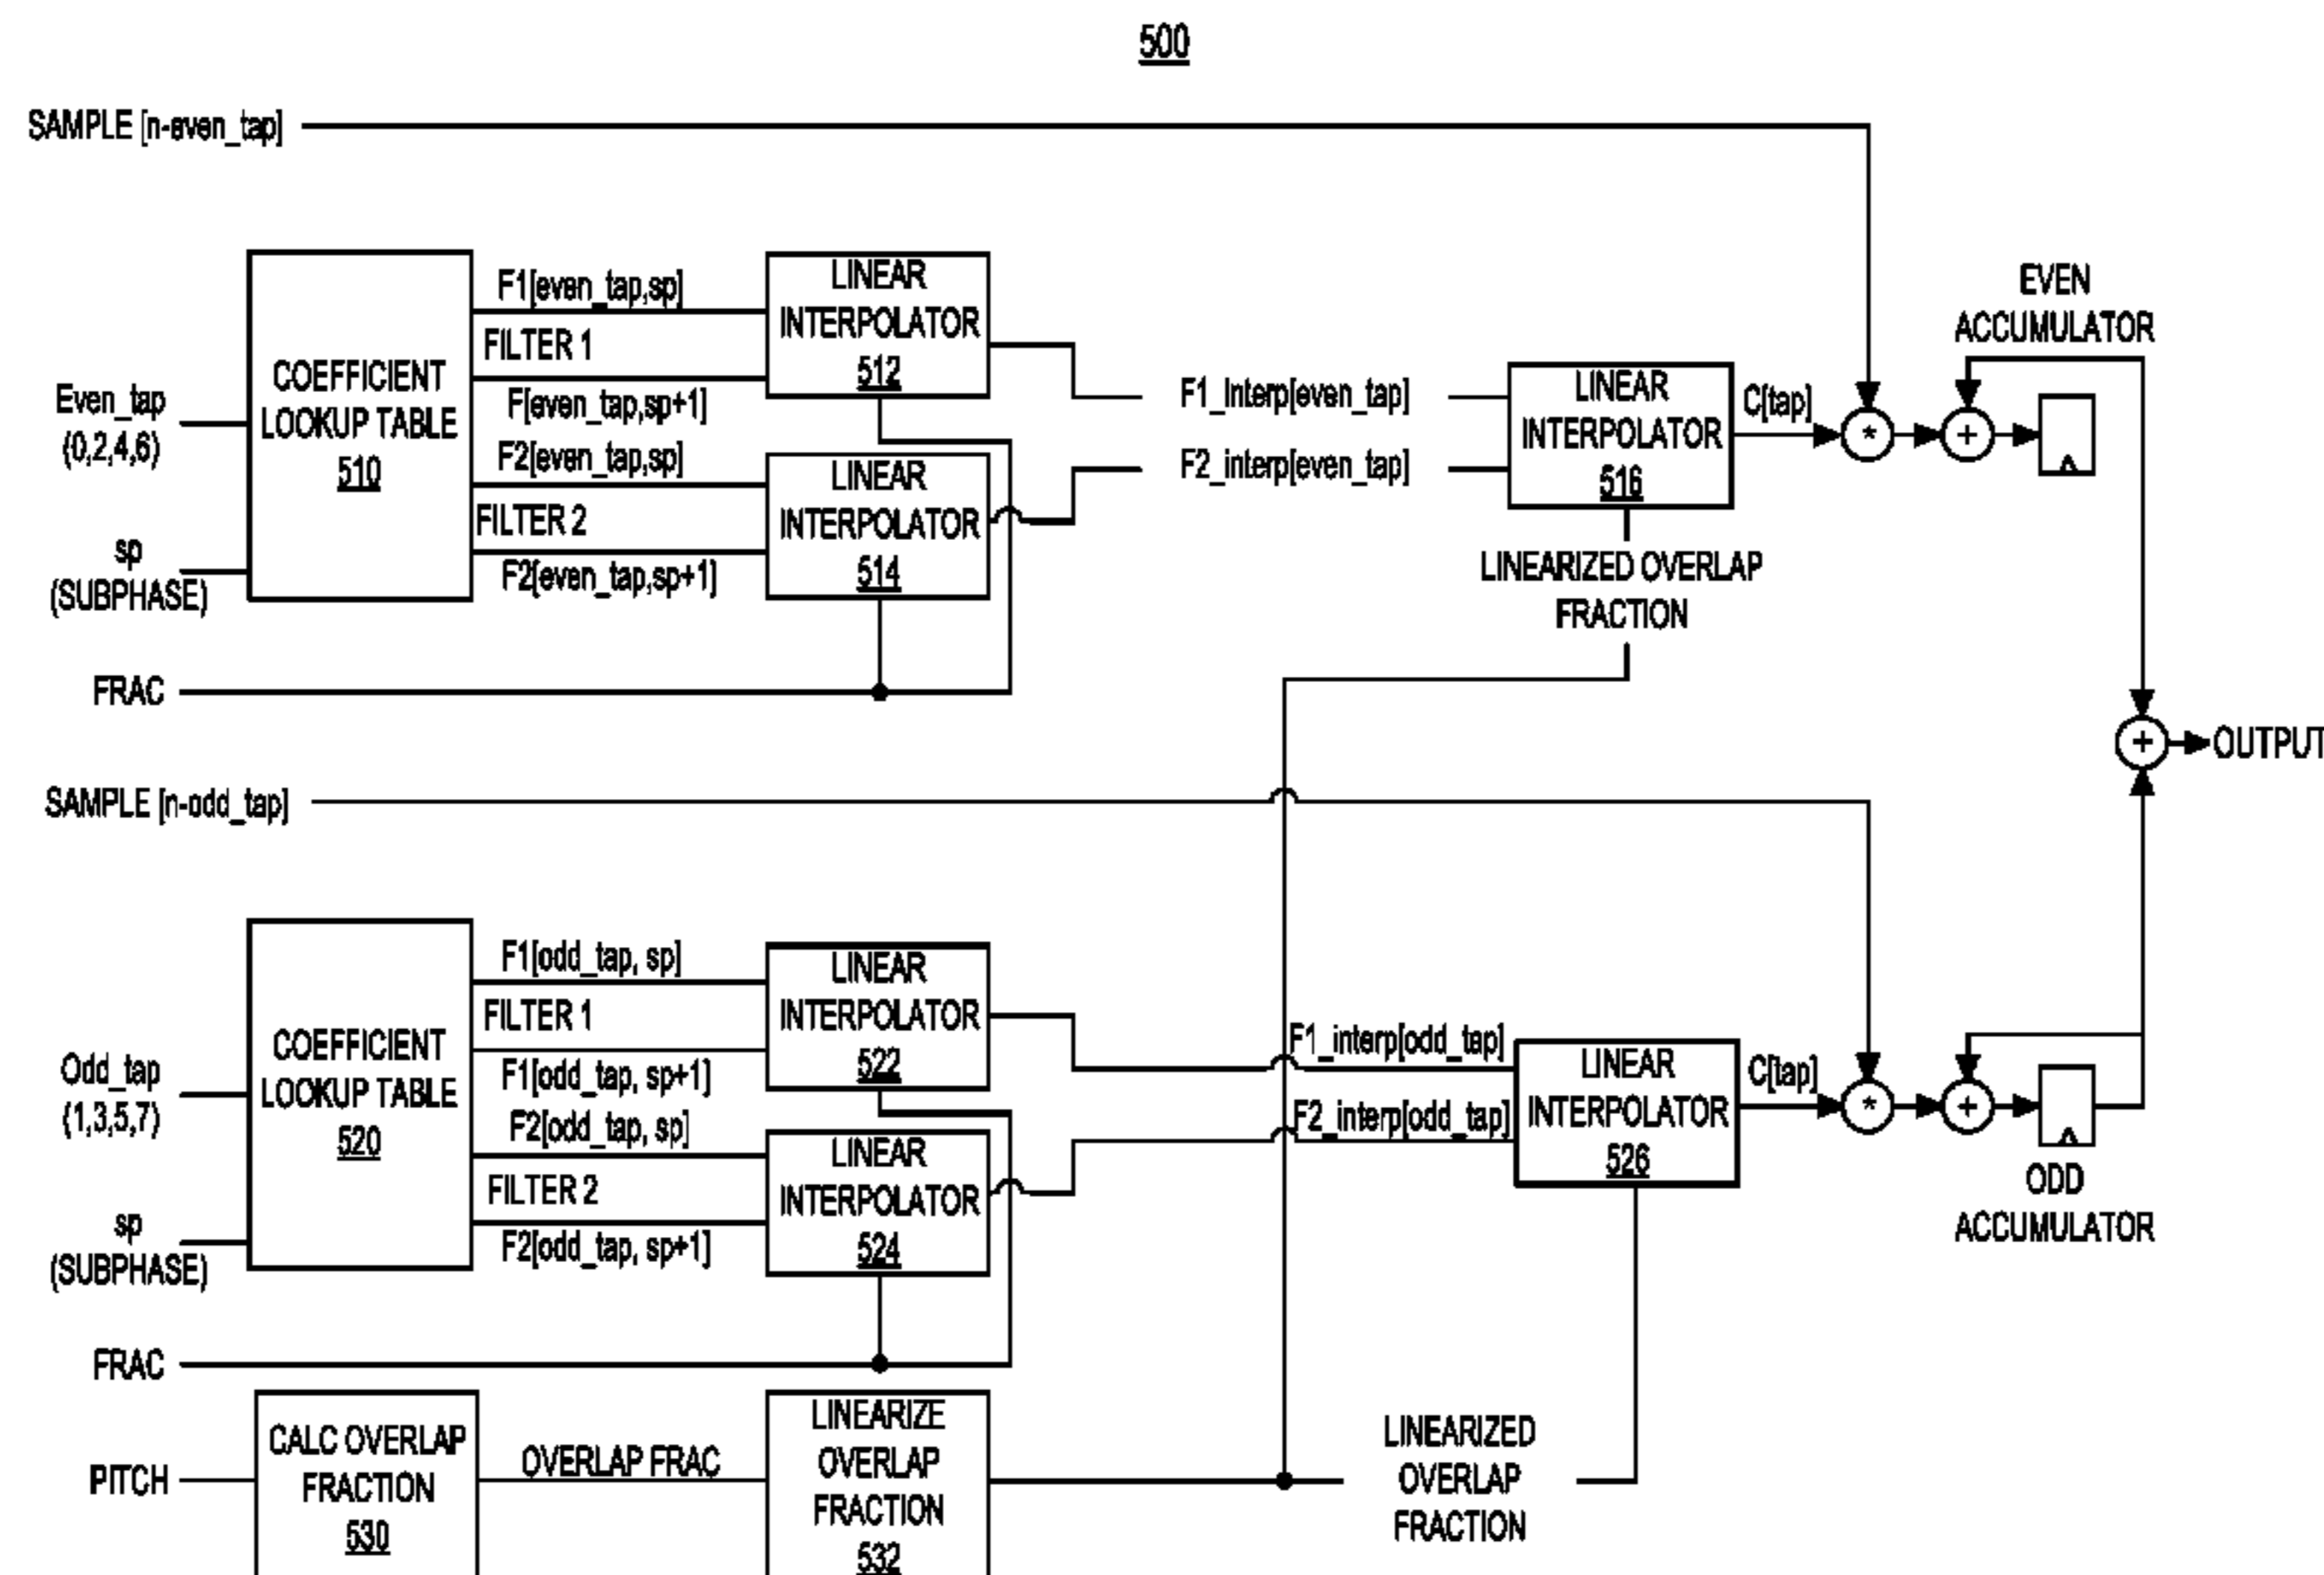 500
SAMPLE [n-even_tap]
EVEN
ACCUMULATOR
Even_tap
(0,2,4,6)
sp
(SUBPHASE)
FRAC
COEFFICIENT
LOOKUP TABLE
510
F1[even_tap,sp]
FILTER 1
F[even_tap,sp+1]
F2[even_tap,sp]
FILTER 2
F2[even_tap,sp+1]
LINEAR
INTERPOLATOR
512
LINEAR
INTERPOLATOR
514
F1_interp[even_tap]
F2_interp[even_tap]
LINEAR
INTERPOLATOR
516
C[tap]
*
+
LINEARIZED OVERLAP
FRACTION
+
OUTPUT
SAMPLE [n-odd_tap]
Odd_tap
(1,3,5,7)
sp
(SUBPHASE)
FRAC
COEFFICIENT
LOOKUP TABLE
520
F1[odd_tap, sp]
FILTER 1
F1[odd_tap, sp+1]
F2[odd_tap, sp]
FILTER 2
F2[odd_tap, sp+1]
LINEAR
INTERPOLATOR
522
LINEAR
INTERPOLATOR
524
F1_interp[odd_tap]
F2_interp[odd_tap]
LINEAR
INTERPOLATOR
526
C[tap]
*
+
ODD
ACCUMULATOR
PITCH
CALC OVERLAP
FRACTION
530
OVERLAP FRAC
LINEARIZE
OVERLAP
FRACTION
532
LINEARIZED
OVERLAP
FRACTION